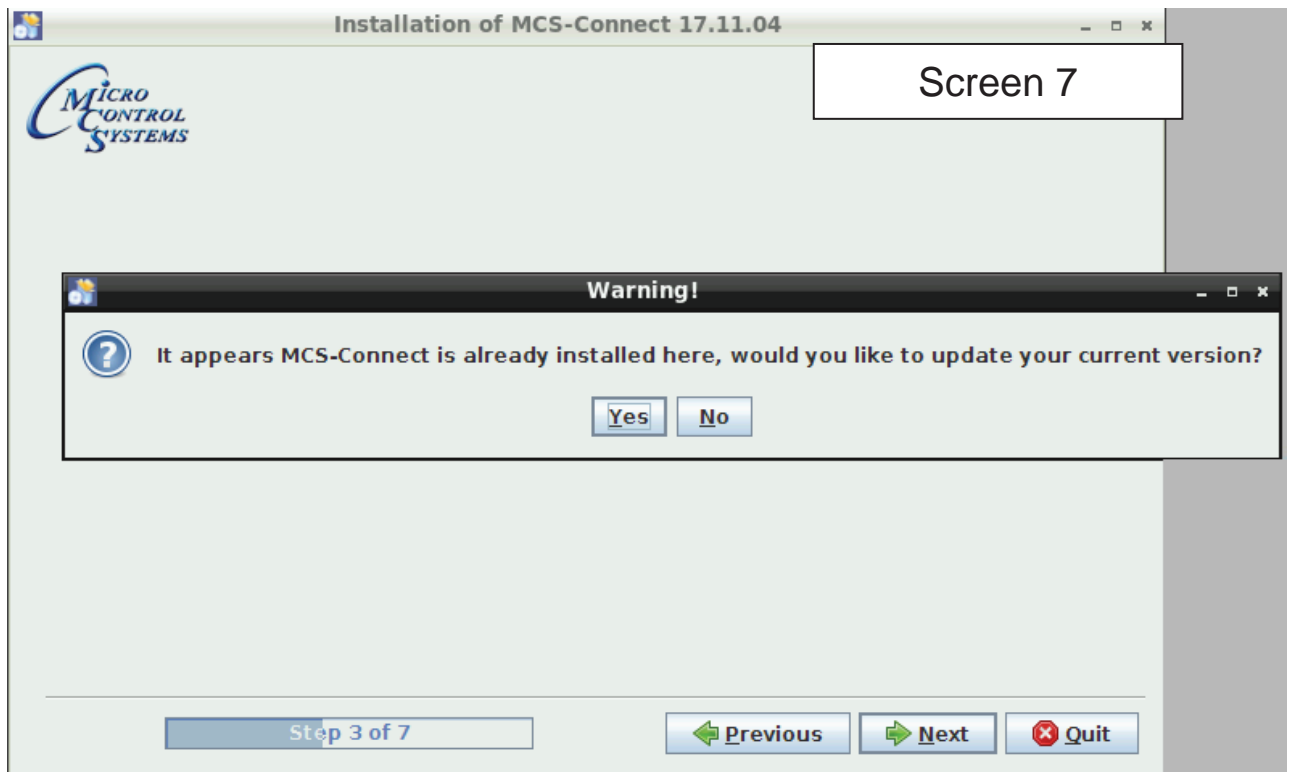 Installation of MCS-Connect 17.11.04
Screen 7
MICRO
CONTROL
SYSTEMS
Warning!
It appears MCS-Connect is already installed here, would you like to update your current version?
Yes
No
Step 3 of 7
Previous
Next
Quit